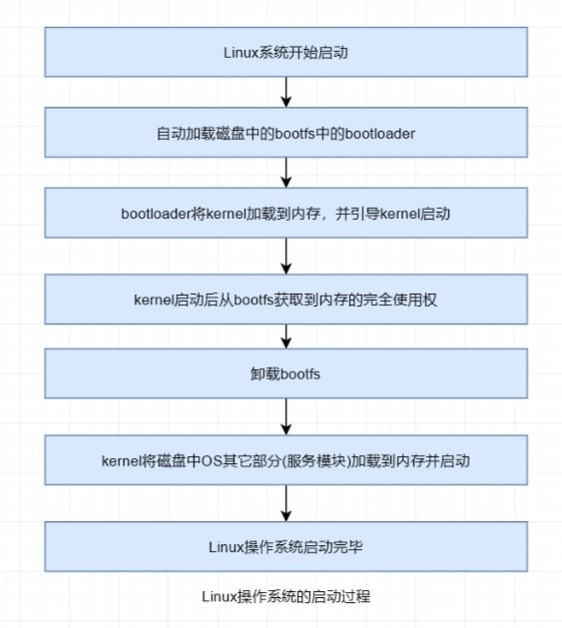 Linux系统开始启动
自动加载磁盘中的bootfs中的bootloader
bootloader将kernel加载到内存，并引导kernel启动
kernel启动后从bootfs获取到内存的完全使用权
卸载bootfs
kernel将磁盘中OS其它部分(服务模块)加载到内存并启动
Linux操作系统启动完毕
Linux操作系统的启动过程